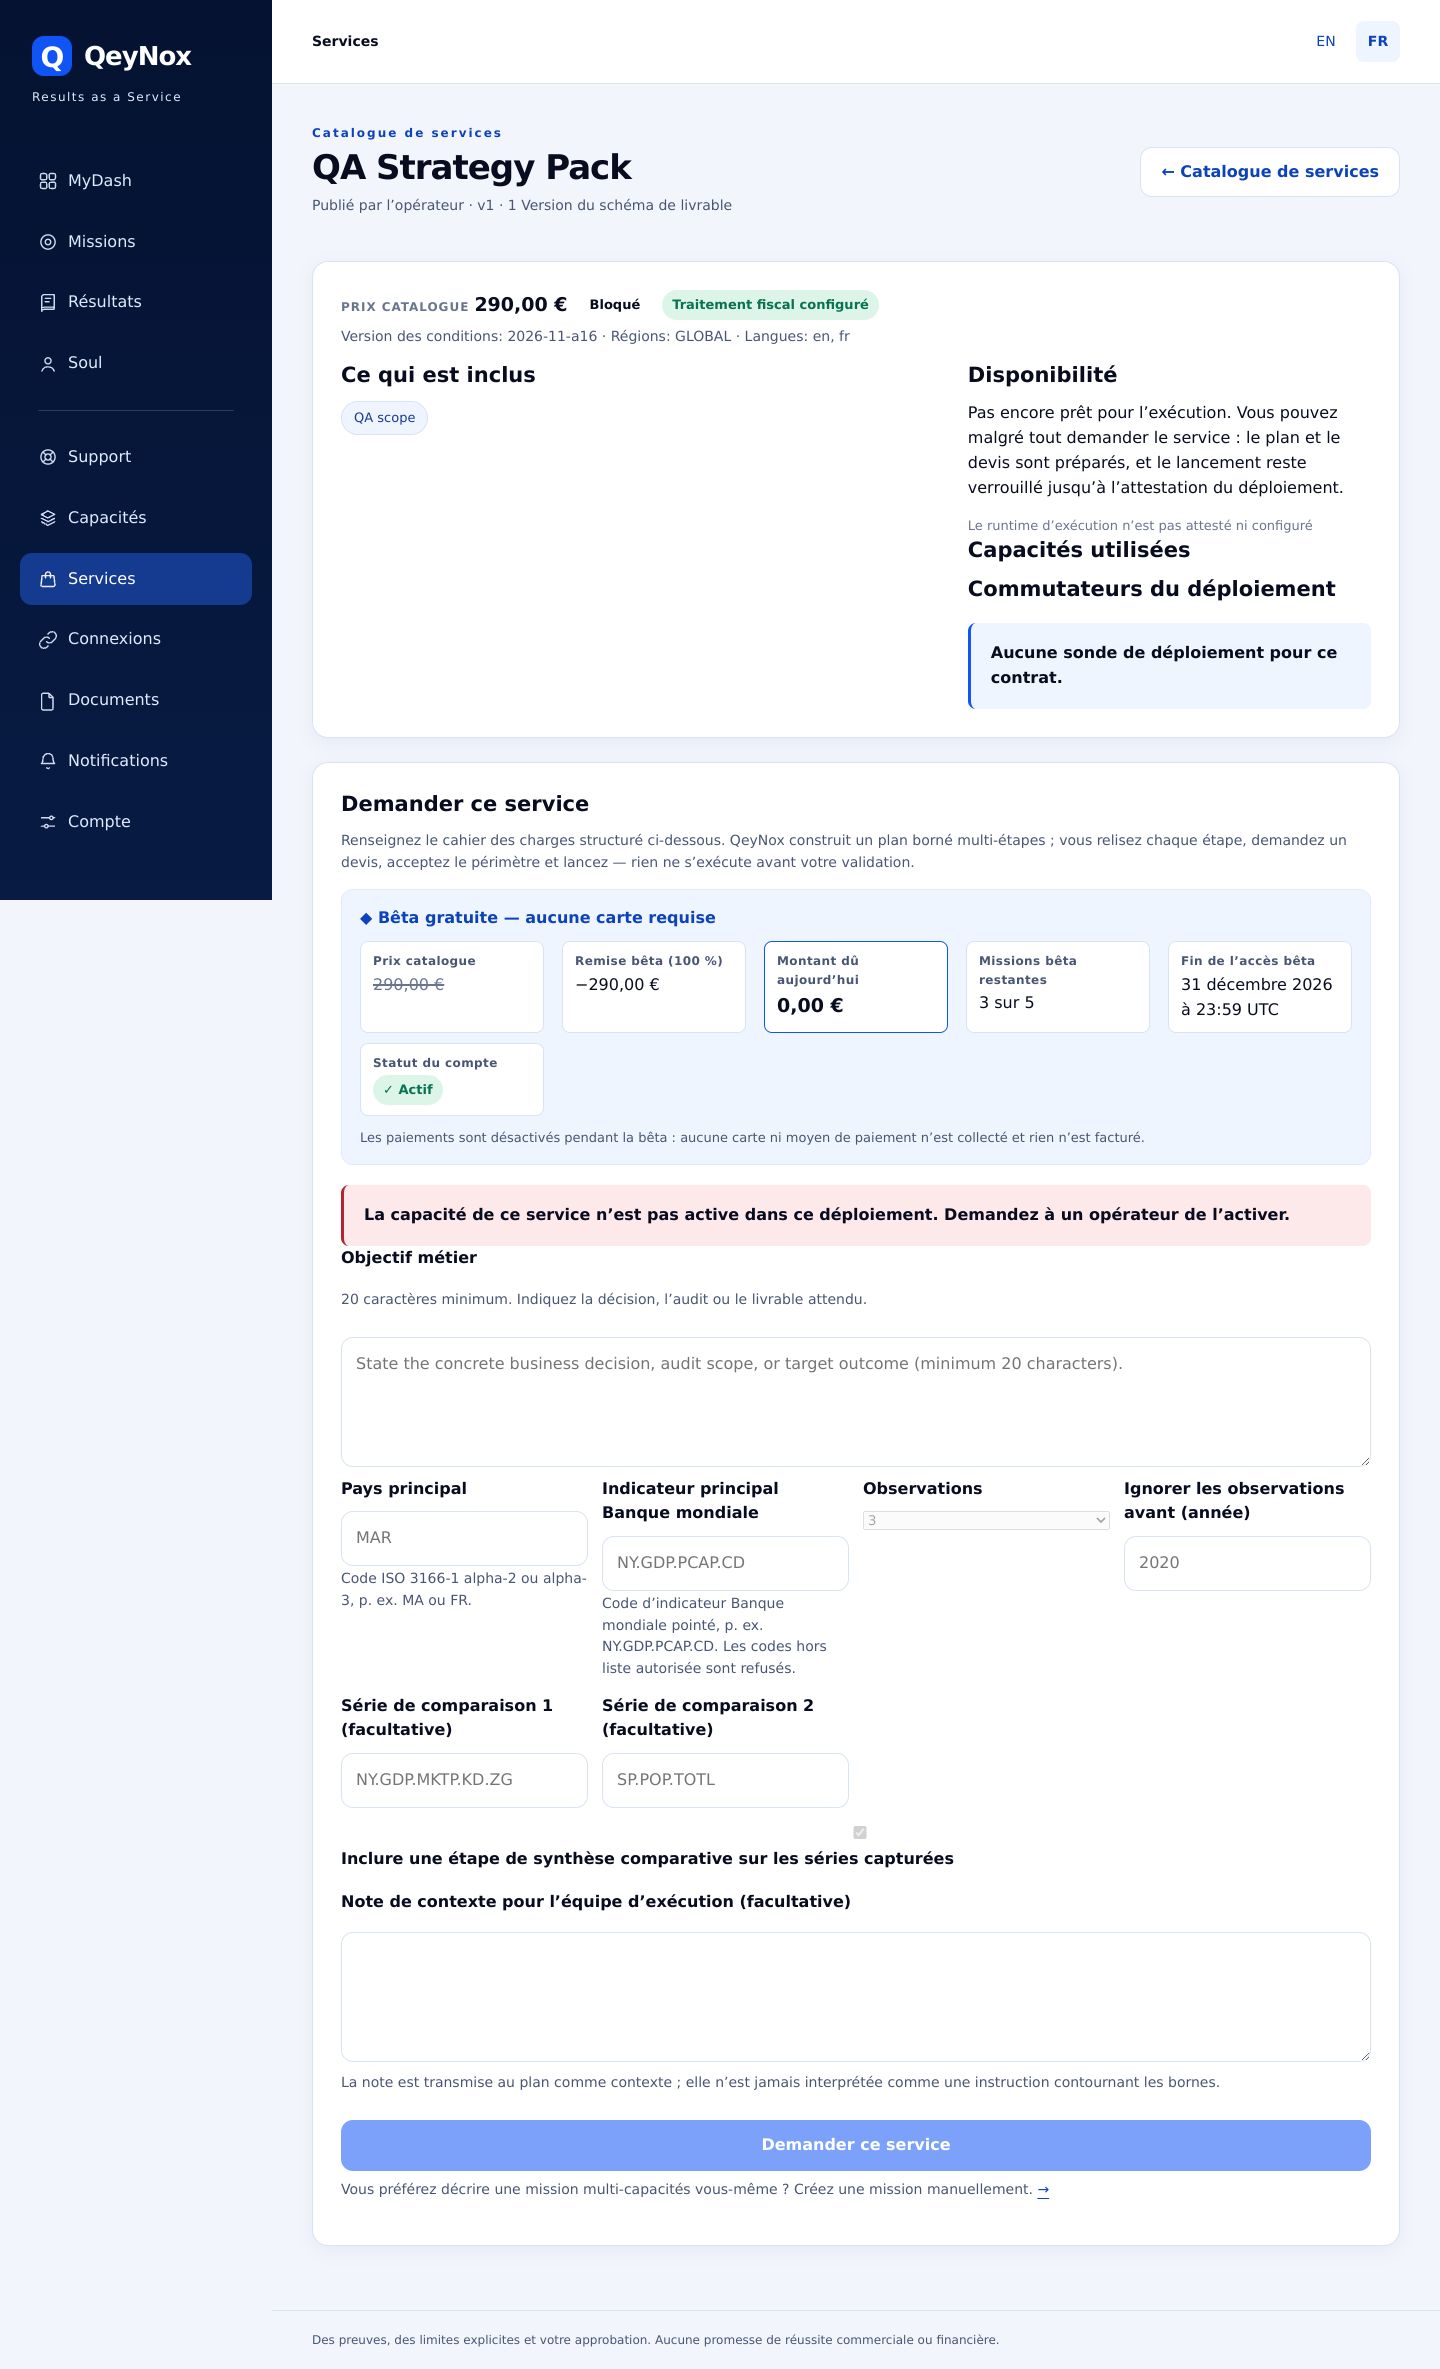 Q QeyNox
Results as a Service
MyDash
Missions
Résultats
Soul
Support
Capacités
Services
Connexions
Documents
Notifications
Compte
Services
EN FR
Catalogue de services
QA Strategy Pack
Publié par l’opérateur · v1 · 1 Version du schéma de livrable
← Catalogue de services
PRIX CATALOGUE 290,00 € Bloqué Traitement fiscal configuré
Version des conditions: 2026-11-a16 · Régions: GLOBAL · Langues: en, fr
Ce qui est inclus
QA scope
Disponibilité
Pas encore prêt pour l’exécution. Vous pouvez
malgré tout demander le service : le plan et le
devis sont préparés, et le lancement reste
verrouillé jusqu’à l’attestation du déploiement.
Le runtime d’exécution n’est pas attesté ni configuré
Capacités utilisées
Commutateurs du déploiement
Aucune sonde de déploiement pour ce
contrat.
Demander ce service
Renseignez le cahier des charges structuré ci-dessous. QeyNox construit un plan borné multi-étapes ; vous relisez chaque étape, demandez un
devis, acceptez le périmètre et lancez — rien ne s’exécute avant votre validation.
◆ Bêta gratuite — aucune carte requise
Prix catalogue
290,00 €
Remise bêta (100 %)
−290,00 €
Montant dû
aujourd’hui
0,00 €
Missions bêta
restantes
3 sur 5
Fin de l’accès bêta
31 décembre 2026
à 23:59 UTC
Statut du compte
✓ Actif
Les paiements sont désactivés pendant la bêta : aucune carte ni moyen de paiement n’est collecté et rien n’est facturé.
La capacité de ce service n’est pas active dans ce déploiement. Demandez à un opérateur de l’activer.
Objectif métier
20 caractères minimum. Indiquez la décision, l’audit ou le livrable attendu.
State the concrete business decision, audit scope, or target outcome (minimum 20 characters).
Pays principal
MAR
Code ISO 3166-1 alpha-2 ou alpha-
3, p. ex. MA ou FR.
Indicateur principal
Banque mondiale
NY.GDP.PCAP.CD
Code d’indicateur Banque
mondiale pointé, p. ex.
NY.GDP.PCAP.CD. Les codes hors
liste autorisée sont refusés.
Observations
3
Ignorer les observations
avant (année)
2020
Série de comparaison 1
(facultative)
NY.GDP.MKTP.KD.ZG
Série de comparaison 2
(facultative)
SP.POP.TOTL
Inclure une étape de synthèse comparative sur les séries capturées
Note de contexte pour l’équipe d’exécution (facultative)
La note est transmise au plan comme contexte ; elle n’est jamais interprétée comme une instruction contournant les bornes.
Demander ce service
Vous préférez décrire une mission multi-capacités vous-même ? Créez une mission manuellement. →
Des preuves, des limites explicites et votre approbation. Aucune promesse de réussite commerciale ou financière.